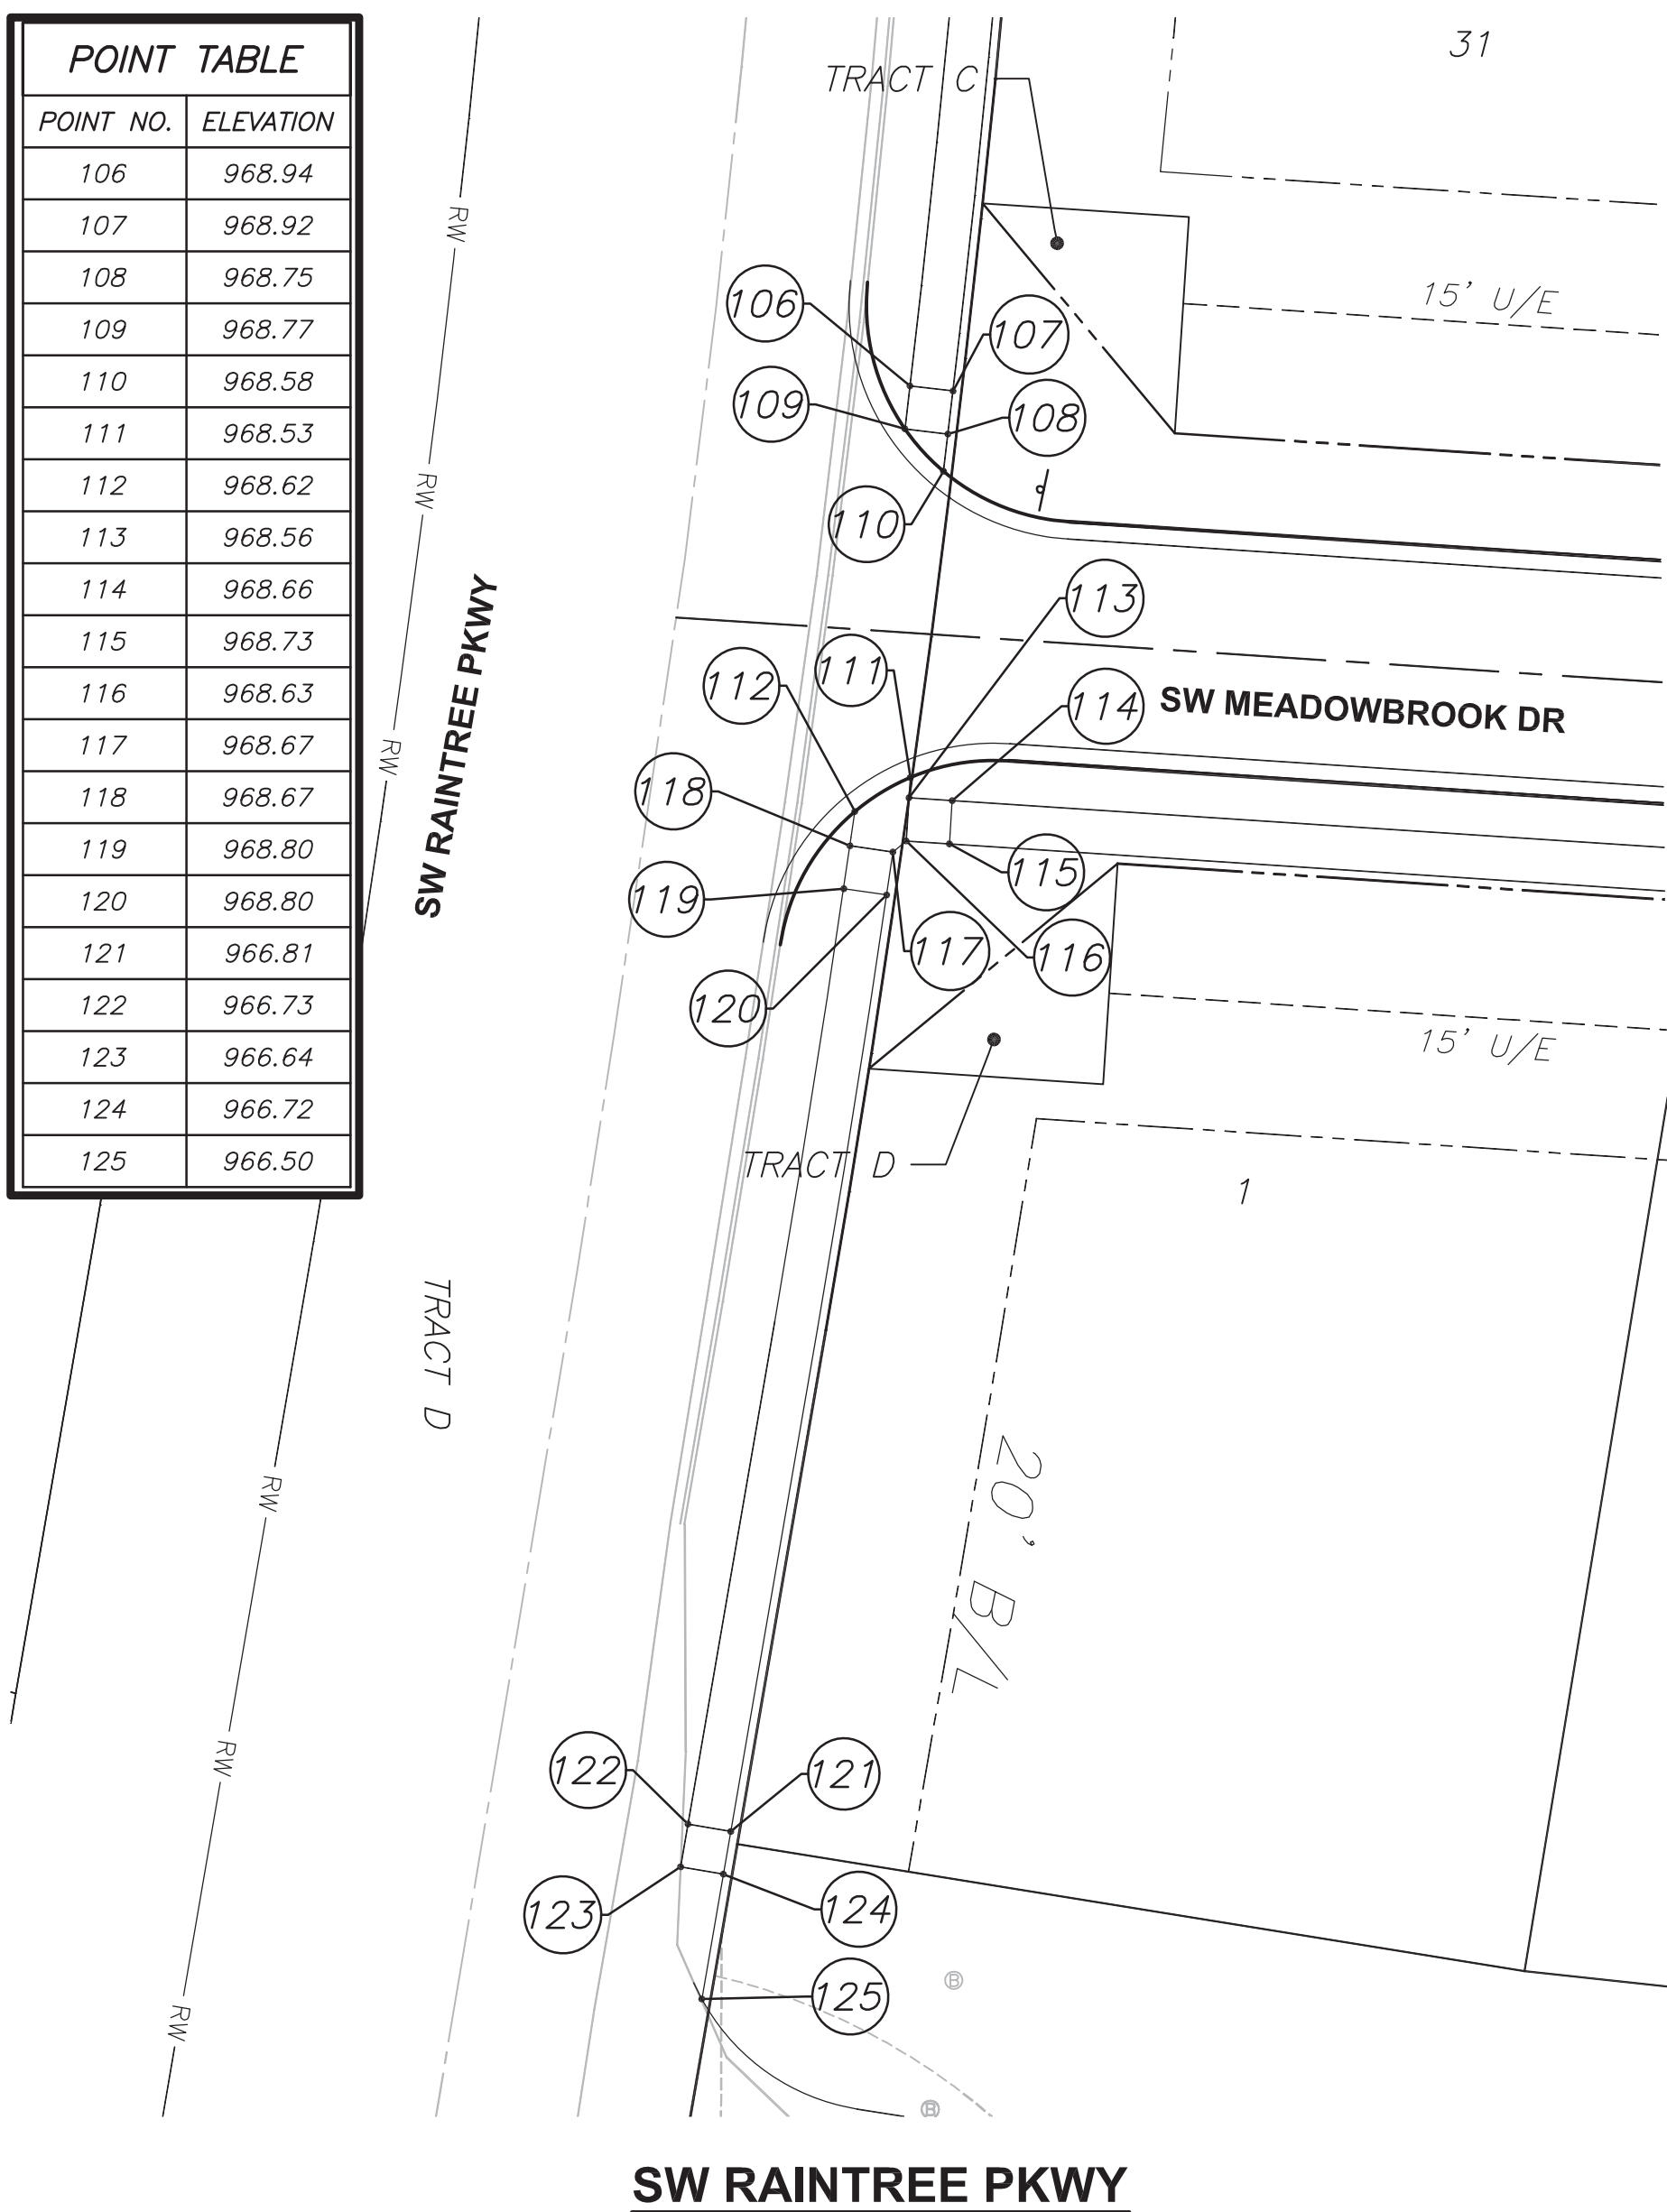 POINT TABLE
POINT NO. ELEVATION
106 968.94
107 968.92
108 968.75
109 968.77
110 968.58
111 968.53
112 968.62
113 968.56
114 968.66
115 968.73
116 968.63
117 968.67
118 968.67
119 968.80
120 968.80
121 966.81
122 966.73
123 966.64
124 966.72
125 966.50
31
TRACT C
RW
15' U/E
106
107
109
108
RW
110
113
111
112
114
SW MEADOWBROOK DR
RW
SW RAINTREE PKWY
118
115
119
117
116
120
15' U/E
TRACT D
1
TRACT D
20' B/L
RW
RW
122
121
123
124
125
B
RW
B
SW RAINTREE PKWY